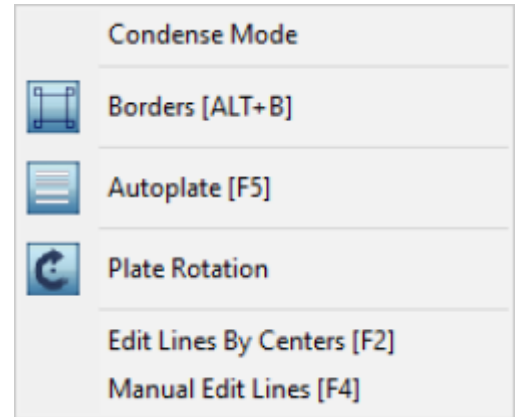 Condense Mode
Borders [ALT+B]
Autoplate [F5]
Plate Rotation
Edit Lines By Centers [F2]
Manual Edit Lines [F4]